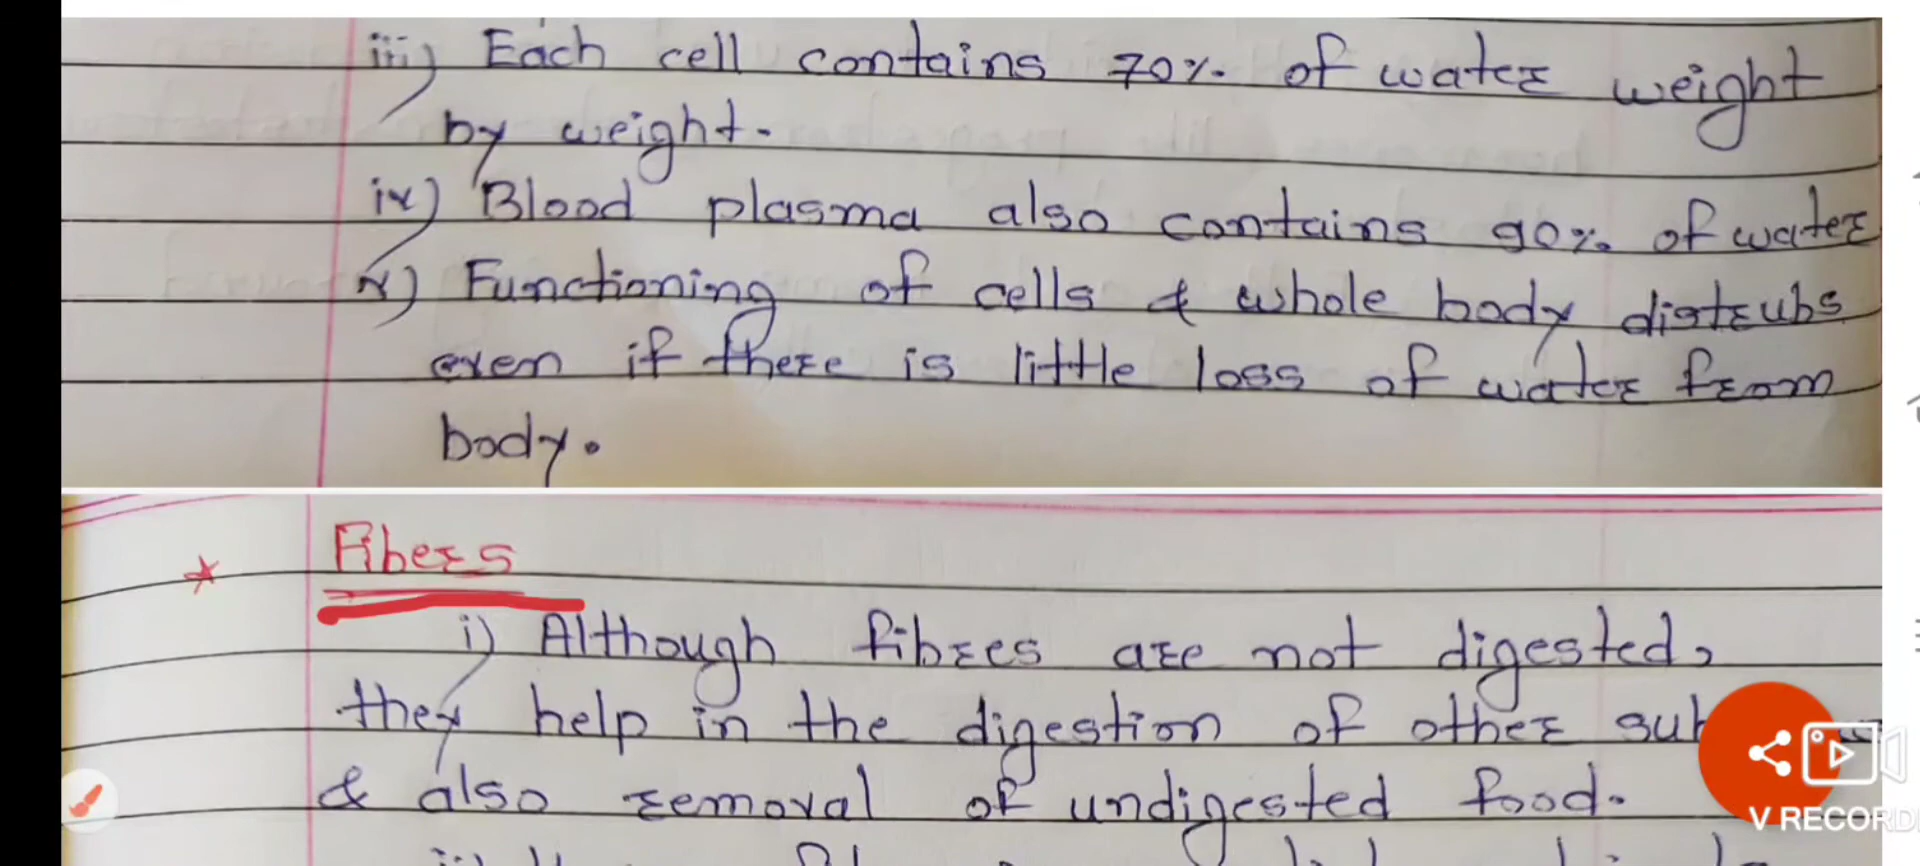 iii) Each cell contains 70% of water weight
by weight.
iv) Blood plasma also contains 90% of water
v) Functioning of cells & whole body distrubs
even if there is little loss of water from
body.
* Fibers
i) Although fibres are not digested,
they help in the digestion of other
& also removal of undigested food.
V RECORD